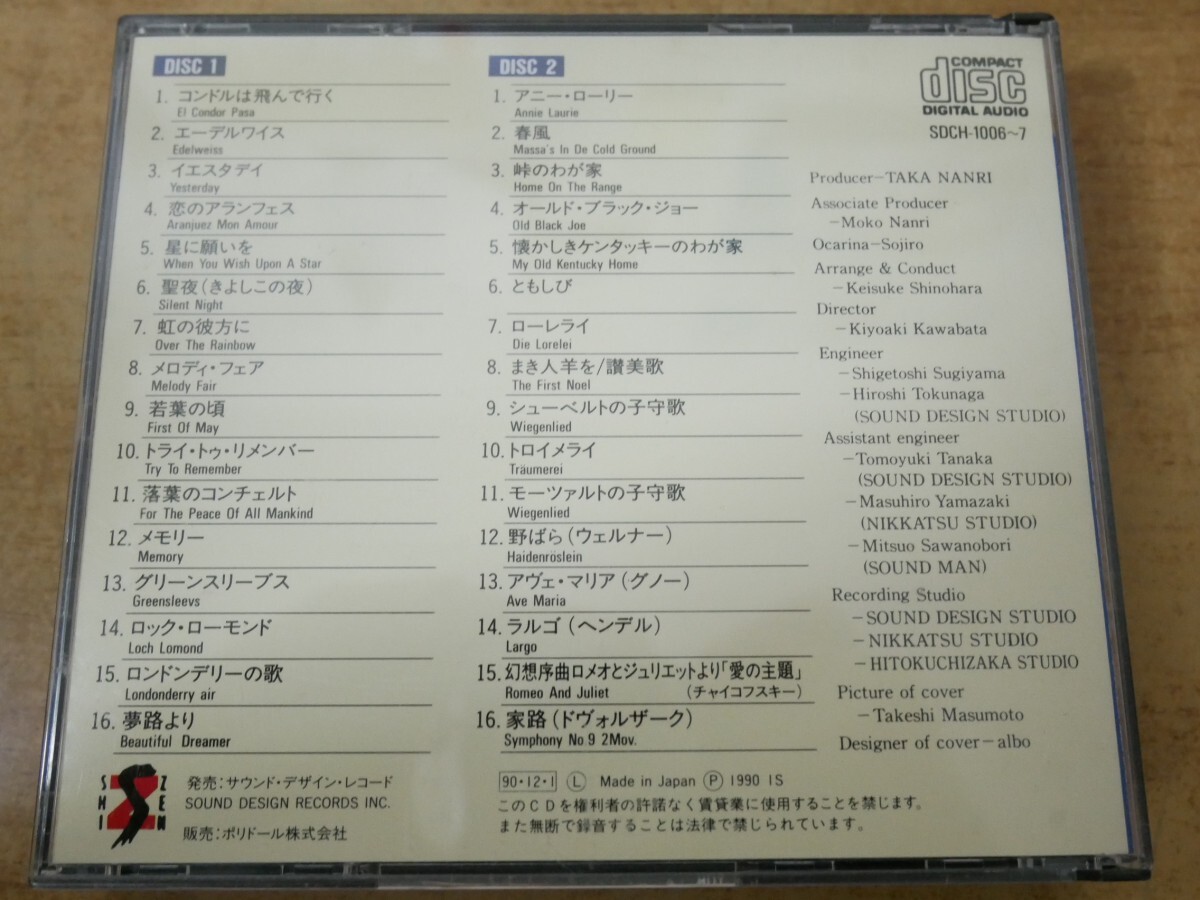 DISC 1
1. コンドルは飛んで行く
El Condor Pasa
2. エーデルワイス
Edelweiss
3. イエスタデイ
Yesterday
4. 恋のアランフェス
Aranjuez Mon Amour
5. 星に願いを
When You Wish Upon A Star
6. 聖夜(きよしこの夜)
Silent Night
7. 虹の彼方に
Over The Rainbow
8. メロディ・フェア
Melody Fair
9. 若葉の頃
First Of May
10. トライ・トゥ・リメンバー
Try To Remember
11. 落葉のコンチェルト
For The Peace Of All Mankind
12. メモリー
Memory
13. グリーンスリーブス
Greensleevs
14. ロック・ローモンド
Loch Lomond
15. ロンドンデリーの歌
Londonderry air
16. 夢路より
Beautiful Dreamer
DISC 2
1. アニー・ローリー
Annie Laurie
2. 春風
Massa's In De Cold Ground
3. 峠のわが家
Home On The Range
4. オールド・ブラック・ジョー
Old Black Joe
5. 懐かしきケンタッキーのわが家
My Old Kentucky Home
6. ともしび
7. ローレライ
Die Lorelei
8. まき人羊を/讃美歌
The First Noel
9. シューベルトの子守歌
Wiegenlied
10. トロイメライ
Träumerei
11. モーツァルトの子守歌
Wiegenlied
12. 野ばら(ウェルナー)
Haidenröslein
13. アヴェ・マリア(グノー)
Ave Maria
14. ラルゴ(ヘンデル)
Largo
15. 幻想序曲ロメオとジュリエットより「愛の主題」
Romeo And Juliet (チャイコフスキー)
16. 家路(ドヴォルザーク)
Symphony No.9 2Mov.
COMPACT
disc
DIGITAL AUDIO
SDCH-1006~7
Producer-TAKA NANRI
Associate Producer
-Moko Nanri
Ocarina-Sojiro
Arrange & Conduct
-Keisuke Shinohara
Director
-Kiyoaki Kawabata
Engineer
-Shigetoshi Sugiyama
-Hiroshi Tokunaga
(SOUND DESIGN STUDIO)
Assistant engineer
-Tomoyuki Tanaka
(SOUND DESIGN STUDIO)
-Masuhiro Yamazaki
(NIKKATSU STUDIO)
-Mitsuo Sawanobori
(SOUND MAN)
Recording Studio
-SOUND DESIGN STUDIO
-NIKKATSU STUDIO
-HITOKUCHIZAKA STUDIO
Picture of cover
-Takeshi Masumoto
Designer of cover-albo
SHIZEN
発売:サウンド・デザイン・レコード
SOUND DESIGN RECORDS INC.
販売:ポリドール株式会社
90・12・1 Ⓛ Made in Japan Ⓟ 1990 IS
このCDを権利者の許諾なく賃貸業に使用することを禁じます。
また無断で録音することは法律で禁じられています。